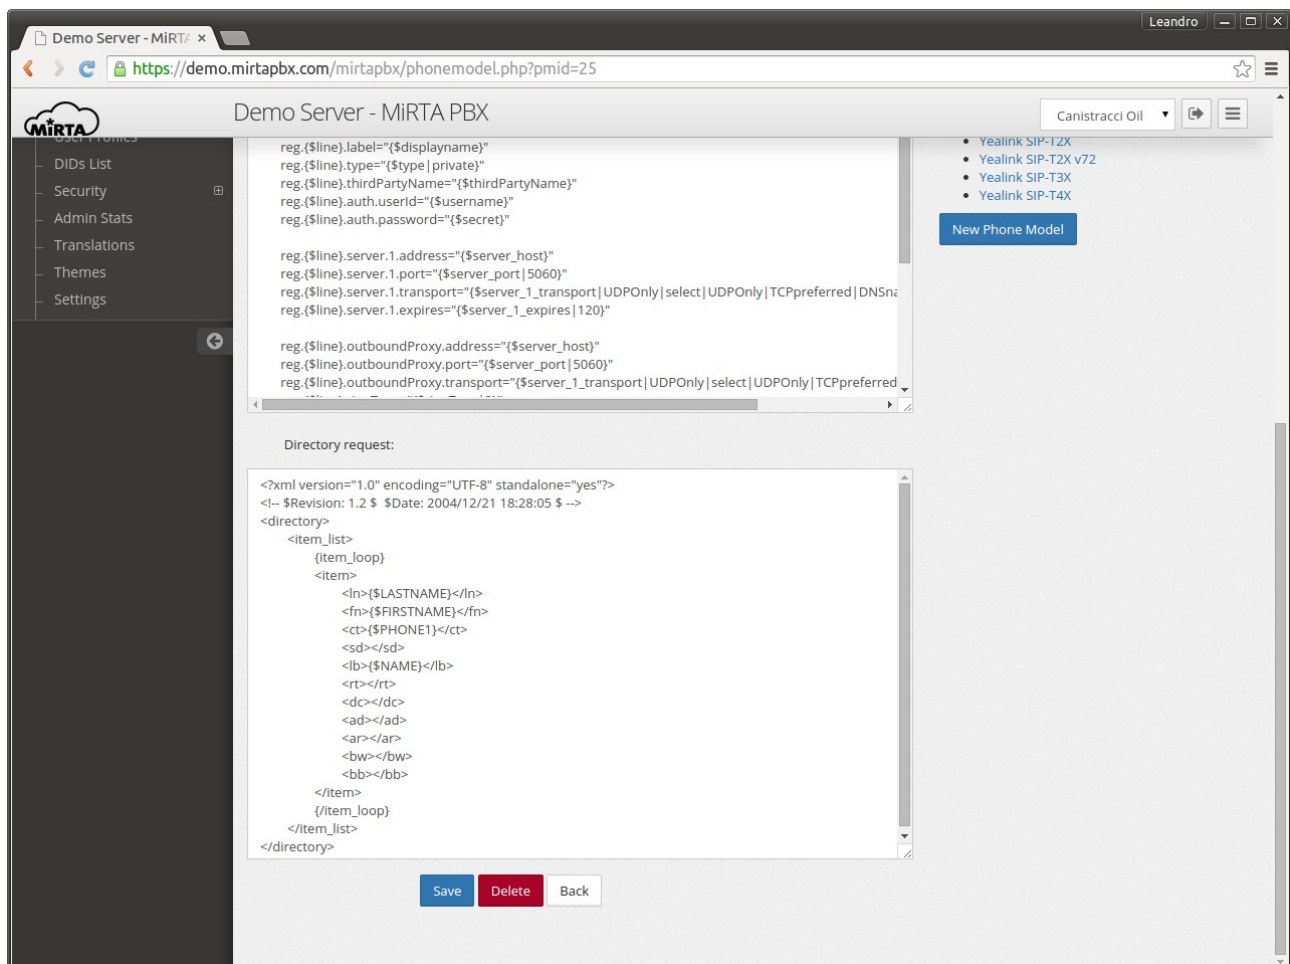 Leandro
Demo Server - MiRTA
https://demo.mirtapbx.com/mirtapbx/phonemodel.php?pmid=25
MiRTA
Demo Server - MiRTA PBX
Canistracci Oil
User Profiles
DIDs List
Security
Admin Stats
Translations
Themes
Settings
reg.{$line}.label="{$displayname}"
reg.{$line}.type="{$type|private}"
reg.{$line}.thirdPartyName="{$thirdPartyName}"
reg.{$line}.auth.userId="{$username}"
reg.{$line}.auth.password="{$secret}"
reg.{$line}.server.1.address="{$server_host}"
reg.{$line}.server.1.port="{$server_port|5060}"
reg.{$line}.server.1.transport="{$server_1_transport|UDPOnly|select|UDPOnly|TCPpreferred|DNSna
reg.{$line}.server.1.expires="{$server_1_expires|120}"
reg.{$line}.outboundProxy.address="{$server_host}"
reg.{$line}.outboundProxy.port="{$server_port|5060}"
reg.{$line}.outboundProxy.transport="{$server_1_transport|UDPOnly|select|UDPOnly|TCPpreferred
Yealink SIP-T2X
Yealink SIP-T2X v72
Yealink SIP-T3X
Yealink SIP-T4X
New Phone Model
Directory request:
<?xml version="1.0" encoding="UTF-8" standalone="yes"?>
<!-- $Revision: 1.2 $  $Date: 2004/12/21 18:28:05 $ -->
<directory>
<item_list>
{item_loop}
<item>
<ln>{$LASTNAME}</ln>
<fn>{$FIRSTNAME}</fn>
<ct>{$PHONE1}</ct>
<sd></sd>
<lb>{$NAME}</lb>
<rt></rt>
<dc></dc>
<ad></ad>
<ar></ar>
<bw></bw>
<bb></bb>
</item>
{/item_loop}
</item_list>
</directory>
Save
Delete
Back